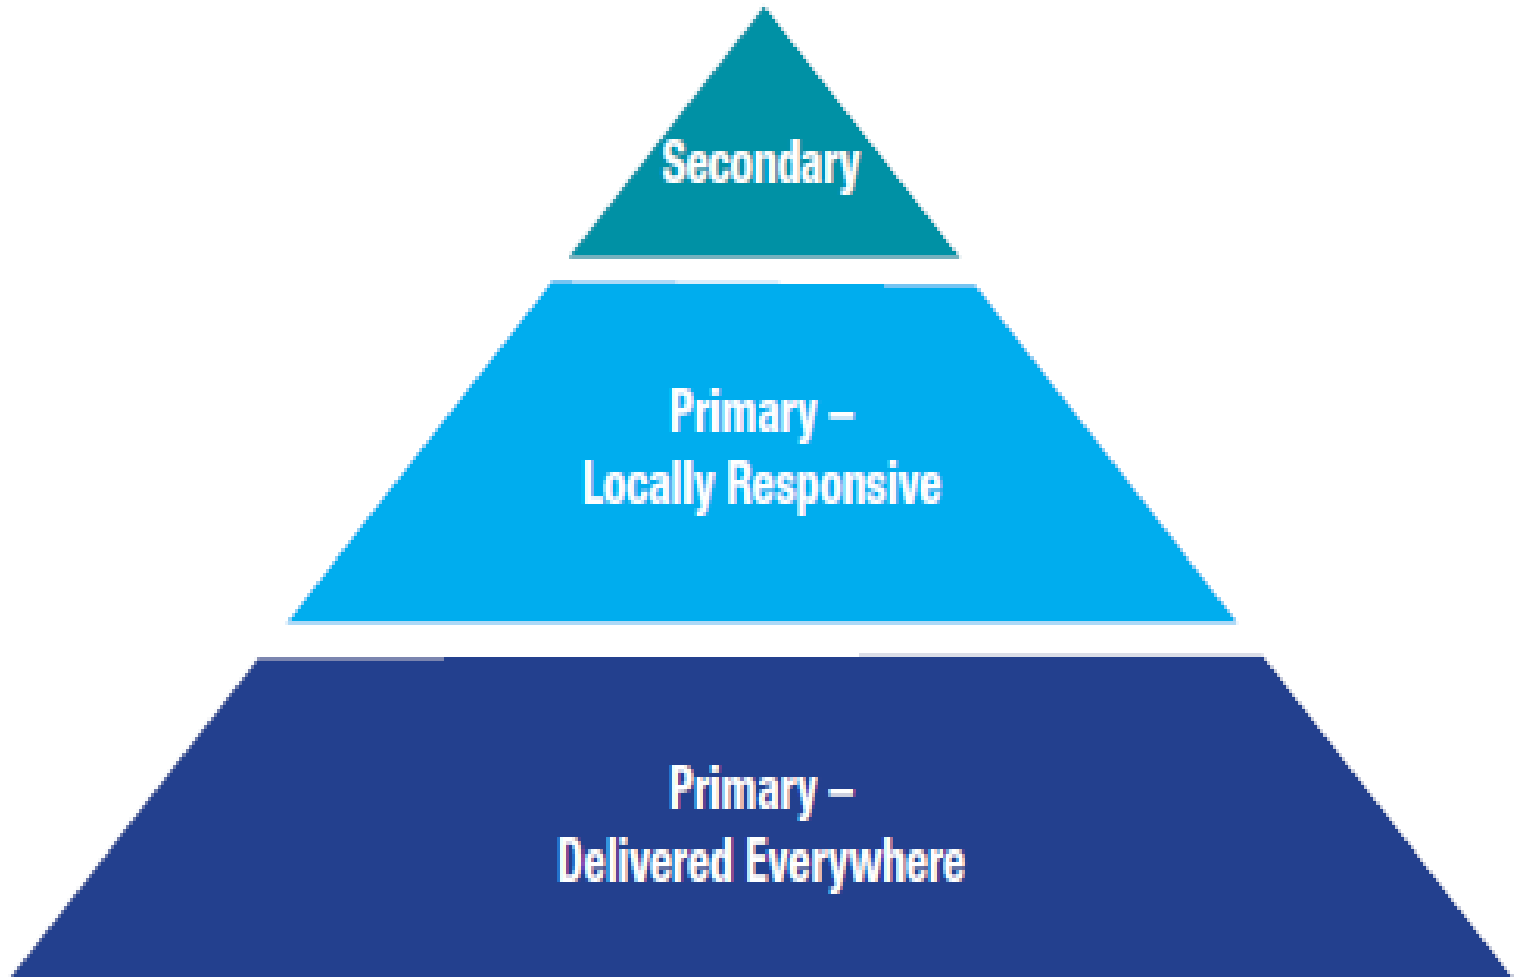 Secondary
Primary –
Locally Responsive
Primary –
Delivered Everywhere